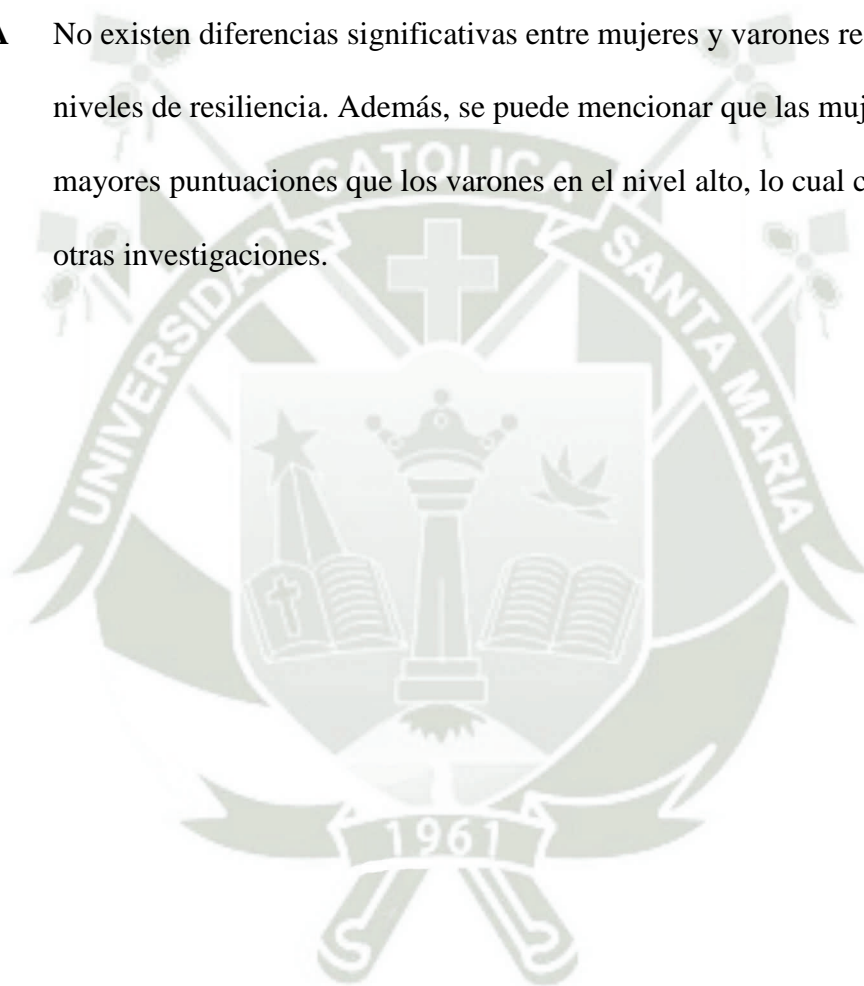 A No existen diferencias significativas entre mujeres y varones re
niveles de resiliencia. Además, se puede mencionar que las muj
mayores puntuaciones que los varones en el nivel alto, lo cual c
otras investigaciones.
UNIVERSIDAD CATOLICA SANTA MARIA
1961